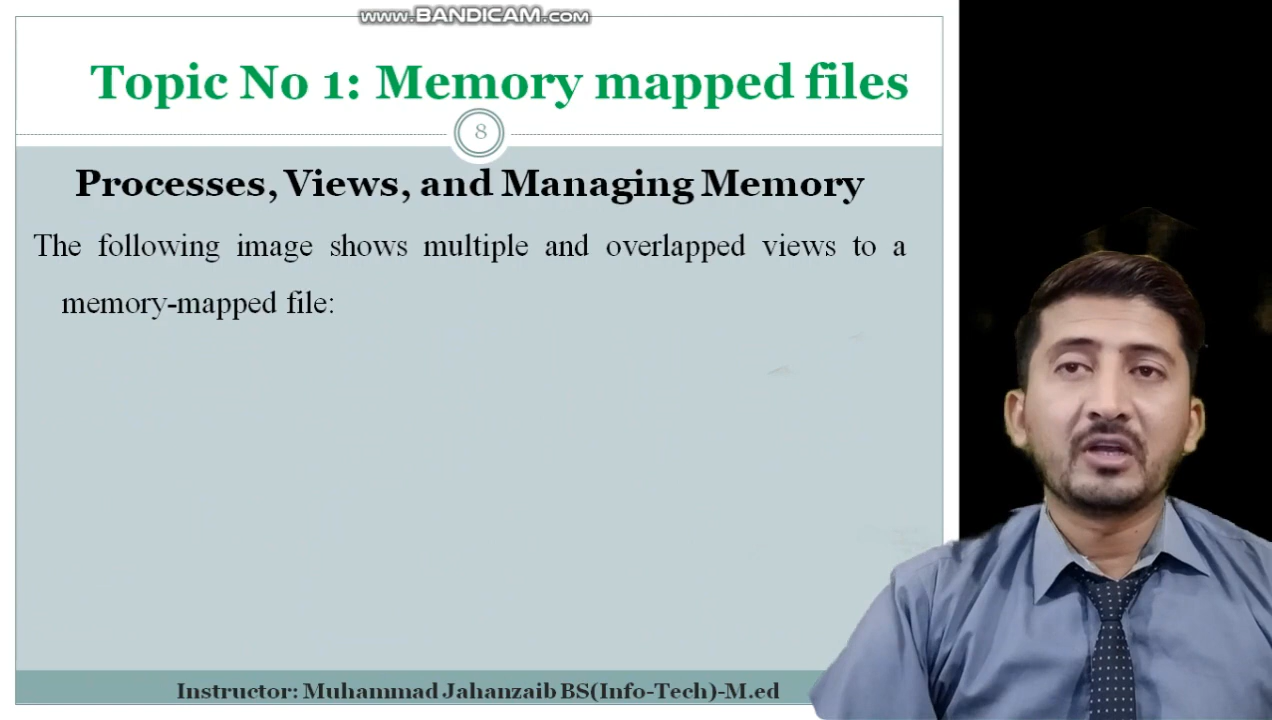 www.BANDICAM.com
Topic No 1: Memory mapped files
8
Processes, Views, and Managing Memory
The following image shows multiple and overlapped views to a
memory-mapped file:
Instructor: Muhammad Jahanzaib BS(Info-Tech)-M.ed